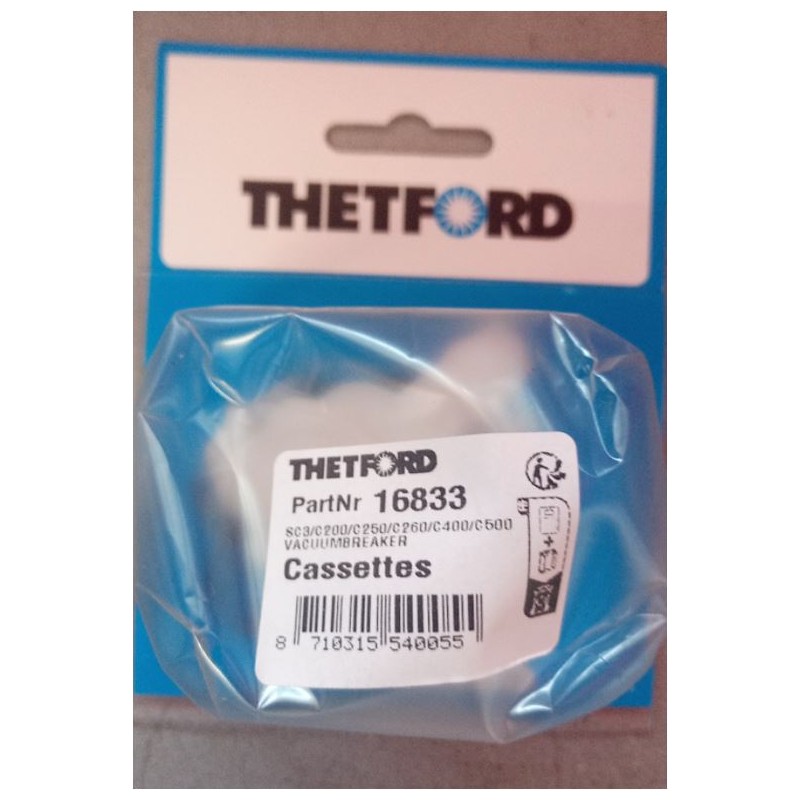 THETFORD
THETFORD
PartNr 16833
SC3/C200/C250/C260/C400/C500
VACUUMBREAKER
Cassettes
8 710315 540055